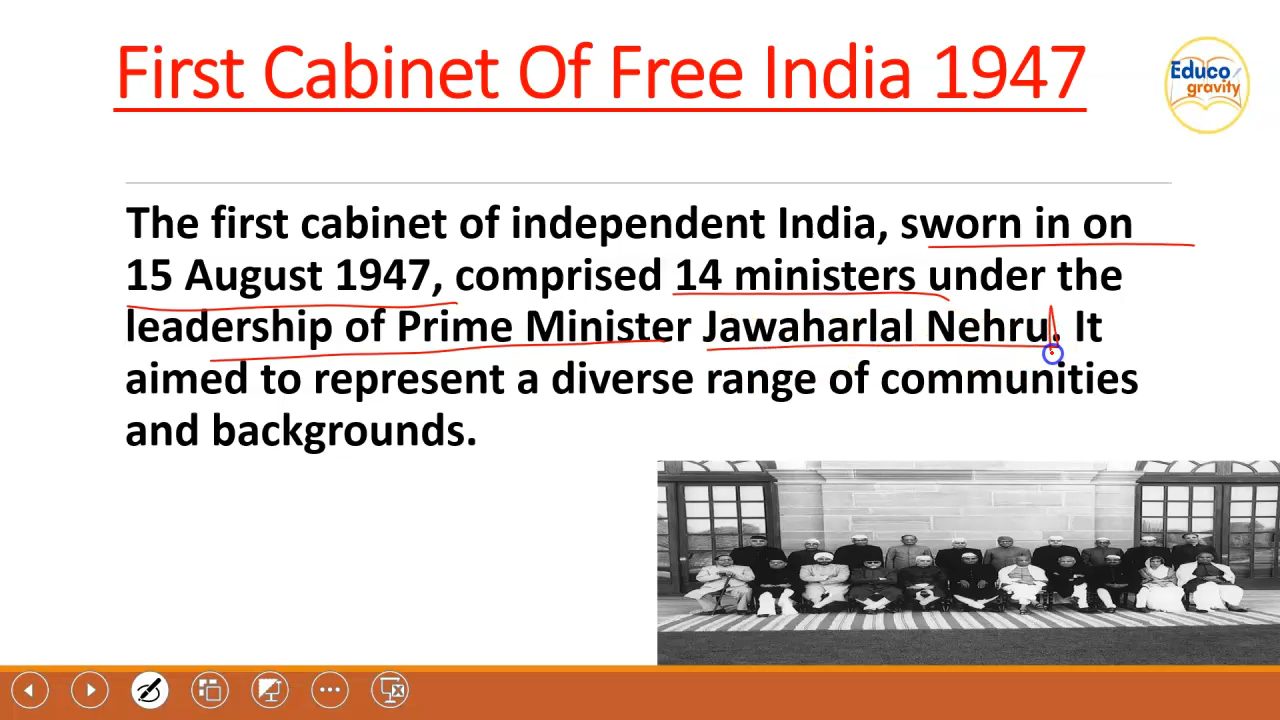 First Cabinet Of Free India 1947
Educo
gravity
The first cabinet of independent India, sworn in on
15 August 1947, comprised 14 ministers under the
leadership of Prime Minister Jawaharlal Nehru. It
aimed to represent a diverse range of communities
and backgrounds.